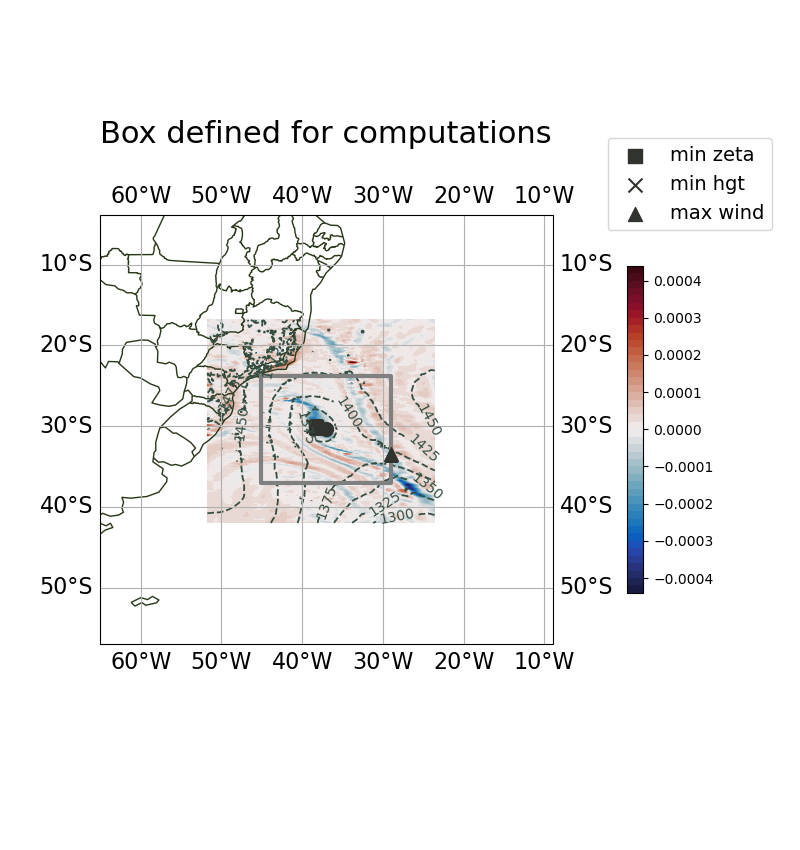 Box defined for computations
min zeta
min hgt
max wind
60°W 50°W 40°W 30°W 20°W 10°W
10°S 10°S
20°S 20°S
30°S 30°S
40°S 40°S
50°S 50°S
60°W 50°W 40°W 30°W 20°W 10°W
0.0004
0.0003
0.0002
0.0001
0.0000
−0.0001
−0.0002
−0.0003
−0.0004
1450
1400
1450
1425
1350
1325
1375
1300